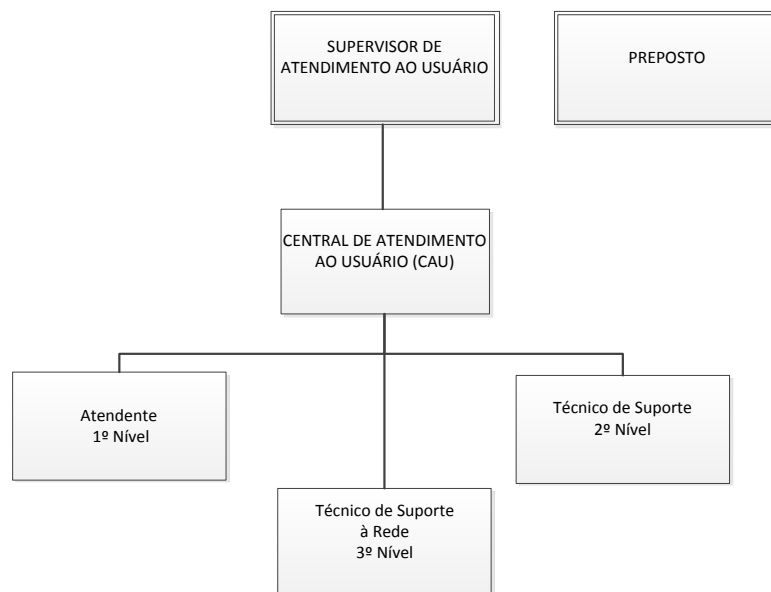 SUPERVISOR DE
ATENDIMENTO AO USUÁRIO
PREPOSTO
CENTRAL DE ATENDIMENTO
AO USUÁRIO (CAU)
Atendente
1º Nível
Técnico de Suporte
2º Nível
Técnico de Suporte
à Rede
3º Nível